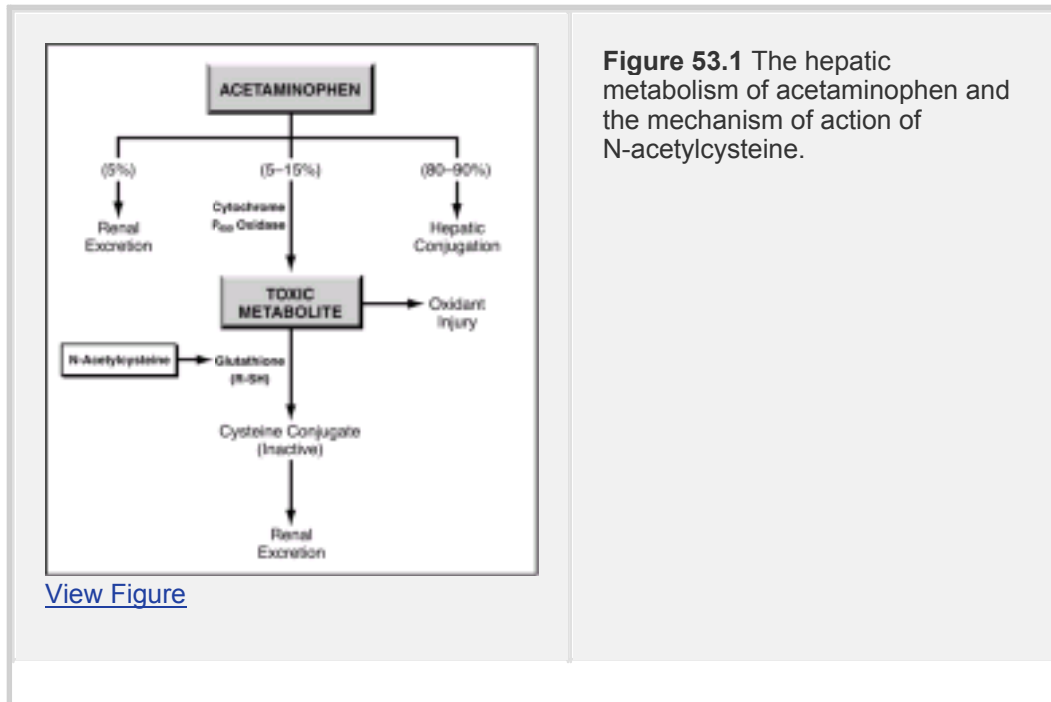 ACETAMINOPHEN
(5%) (5–15%) (80–90%)
Cytochrome
P450 Oxidase
Renal
Excretion
Hepatic
Conjugation
TOXIC
METABOLITE
Oxidant
Injury
N-Acetylcysteine
Glutathione
(R-SH)
Cysteine Conjugate
(Inactive)
Renal
Excretion
View Figure
Figure 53.1 The hepatic
metabolism of acetaminophen and
the mechanism of action of
N-acetylcysteine.